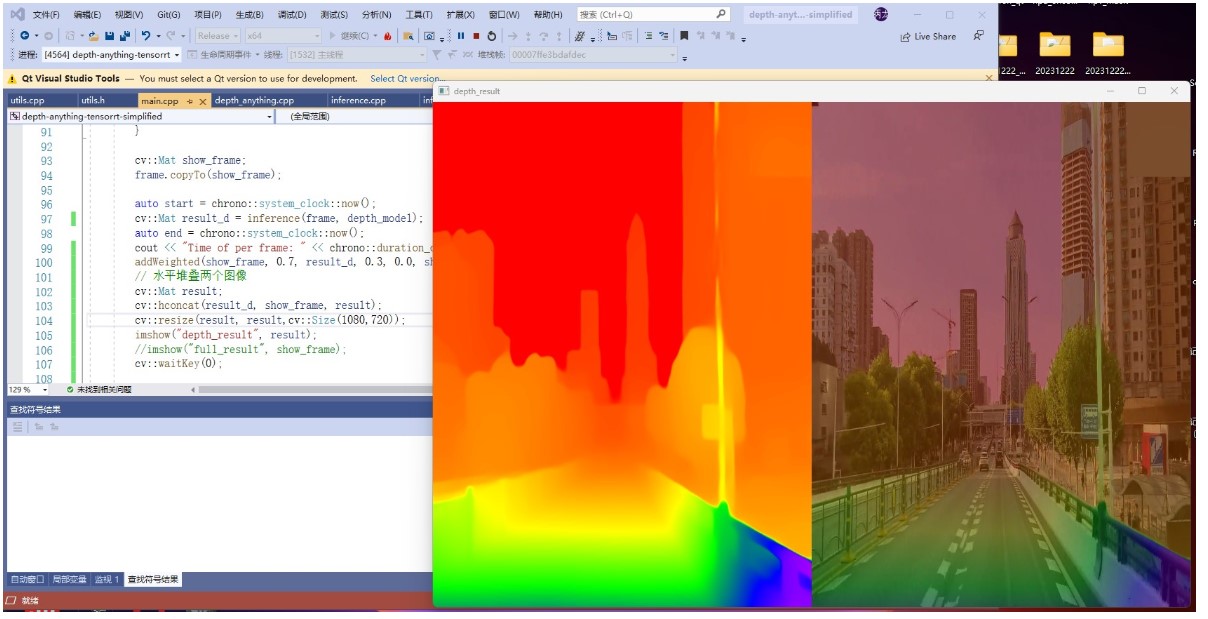 文件(F) 编辑(E) 视图(V) Git(G) 项目(P) 生成(B) 调试(D) 测试(S) 分析(N) 工具(T) 扩展(X) 窗口(W) 帮助(H) 搜索 (Ctrl+Q) depth-anyt...-simplified
Release x64 继续(C) Live Share
进程: [4564] depth-anything-tensorrt 生命周期事件 线程: [1532] 主线程 堆栈帧: 00007ffe3bdafdec
20231222 20231222...
Qt Visual Studio Tools — You must select a Qt version to use for development. Select Qt version...
utils.cpp utils.h main.cpp depth_anything.cpp inference.cpp
depth_result
depth-anything-tensorrt-simplified (全局范围)
91 }
92
93 cv::Mat show_frame;
94 frame.copyTo(show_frame);
95
96 auto start = chrono::system_clock::now();
97 cv::Mat result_d = inference(frame, depth_model);
98 auto end = chrono::system_clock::now();
99 cout << "Time of per frame: " << chrono::duration_
100 addWeighted(show_frame, 0.7, result_d, 0.3, 0.0, sh
101 // 水平堆叠两个图像
102 cv::Mat result;
103 cv::hconcat(result_d, show_frame, result);
104 cv::resize(result, result,cv::Size(1080,720));
105 imshow("depth_result", result);
106 //imshow("full_result", show_frame);
107 cv::waitKey(0);
108
129 % 未找到相关问题
查找符号结果
自动窗口 局部变量 监视 1 查找符号结果
就绪